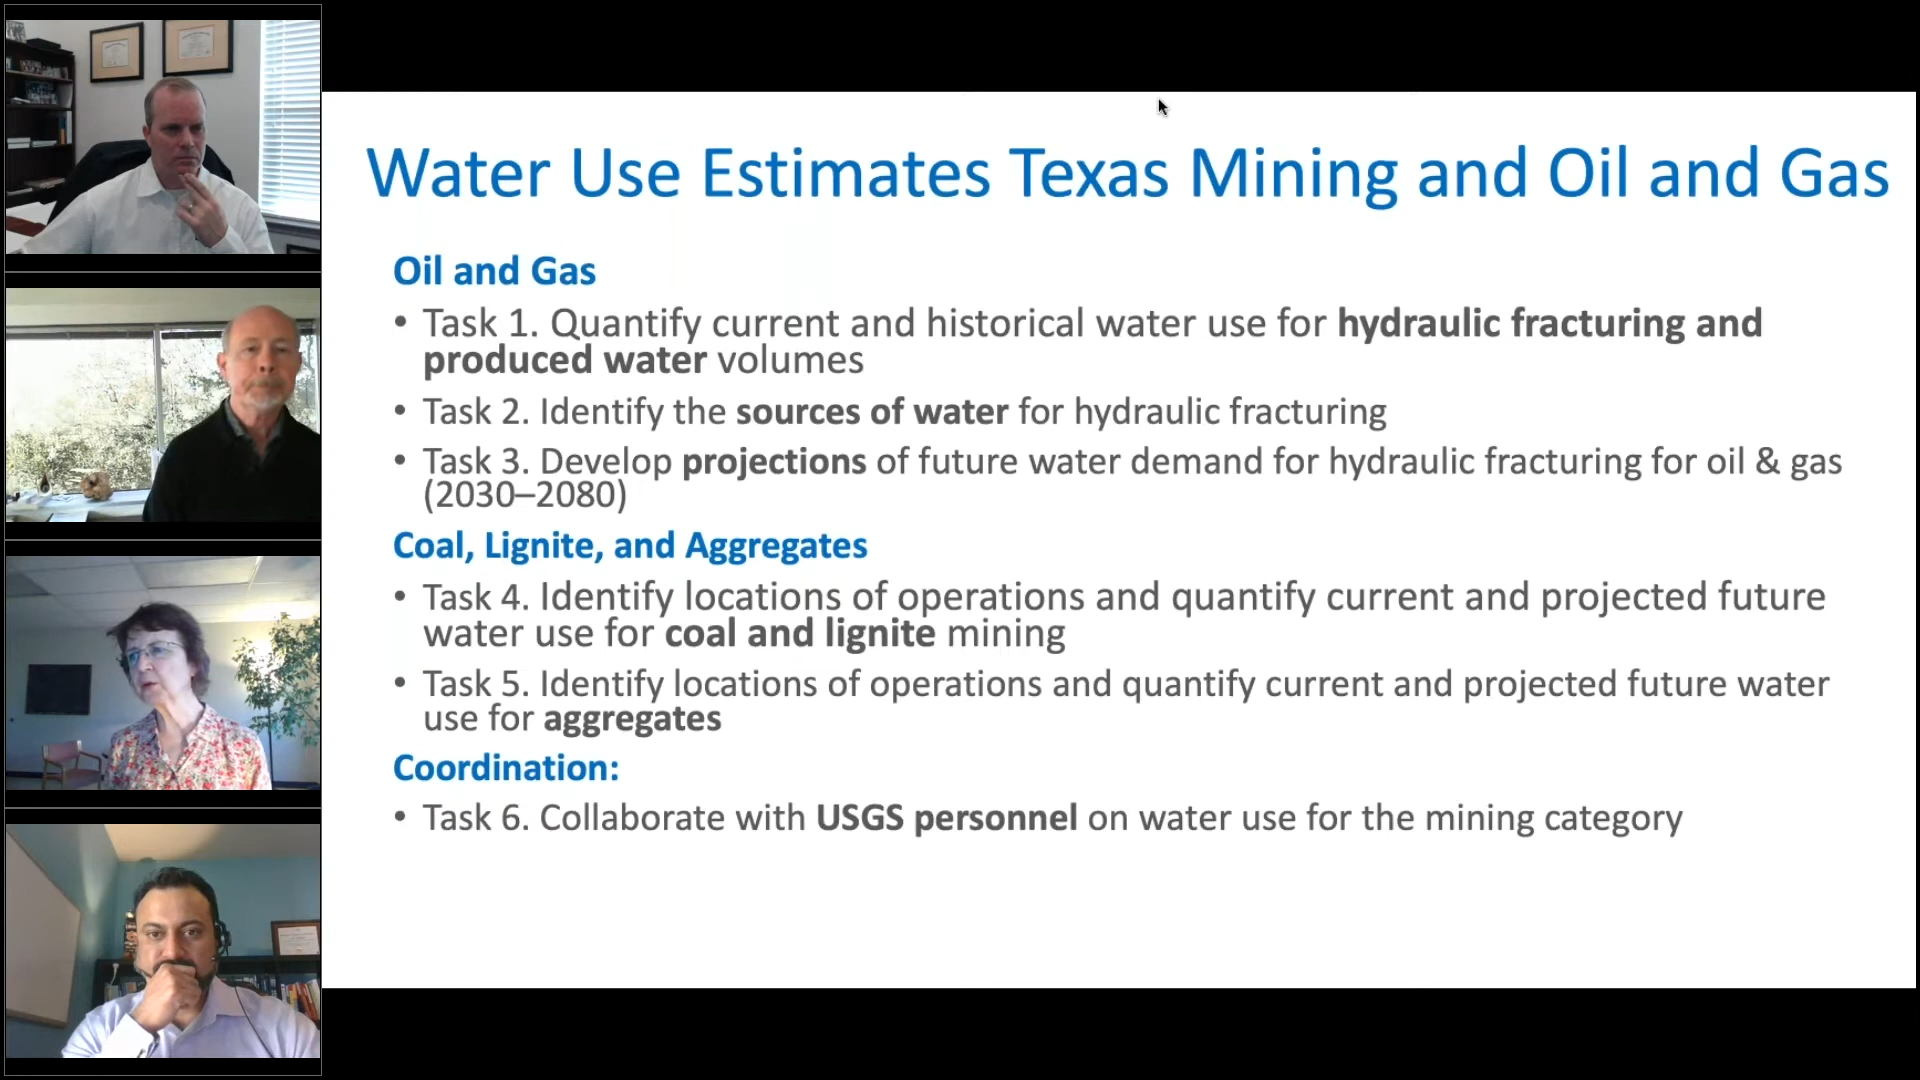 Water Use Estimates Texas Mining and Oil and Gas
Oil and Gas
• Task 1. Quantify current and historical water use for hydraulic fracturing and
produced water volumes
• Task 2. Identify the sources of water for hydraulic fracturing
• Task 3. Develop projections of future water demand for hydraulic fracturing for oil & gas
(2030–2080)
Coal, Lignite, and Aggregates
• Task 4. Identify locations of operations and quantify current and projected future
water use for coal and lignite mining
• Task 5. Identify locations of operations and quantify current and projected future water
use for aggregates
Coordination:
• Task 6. Collaborate with USGS personnel on water use for the mining category